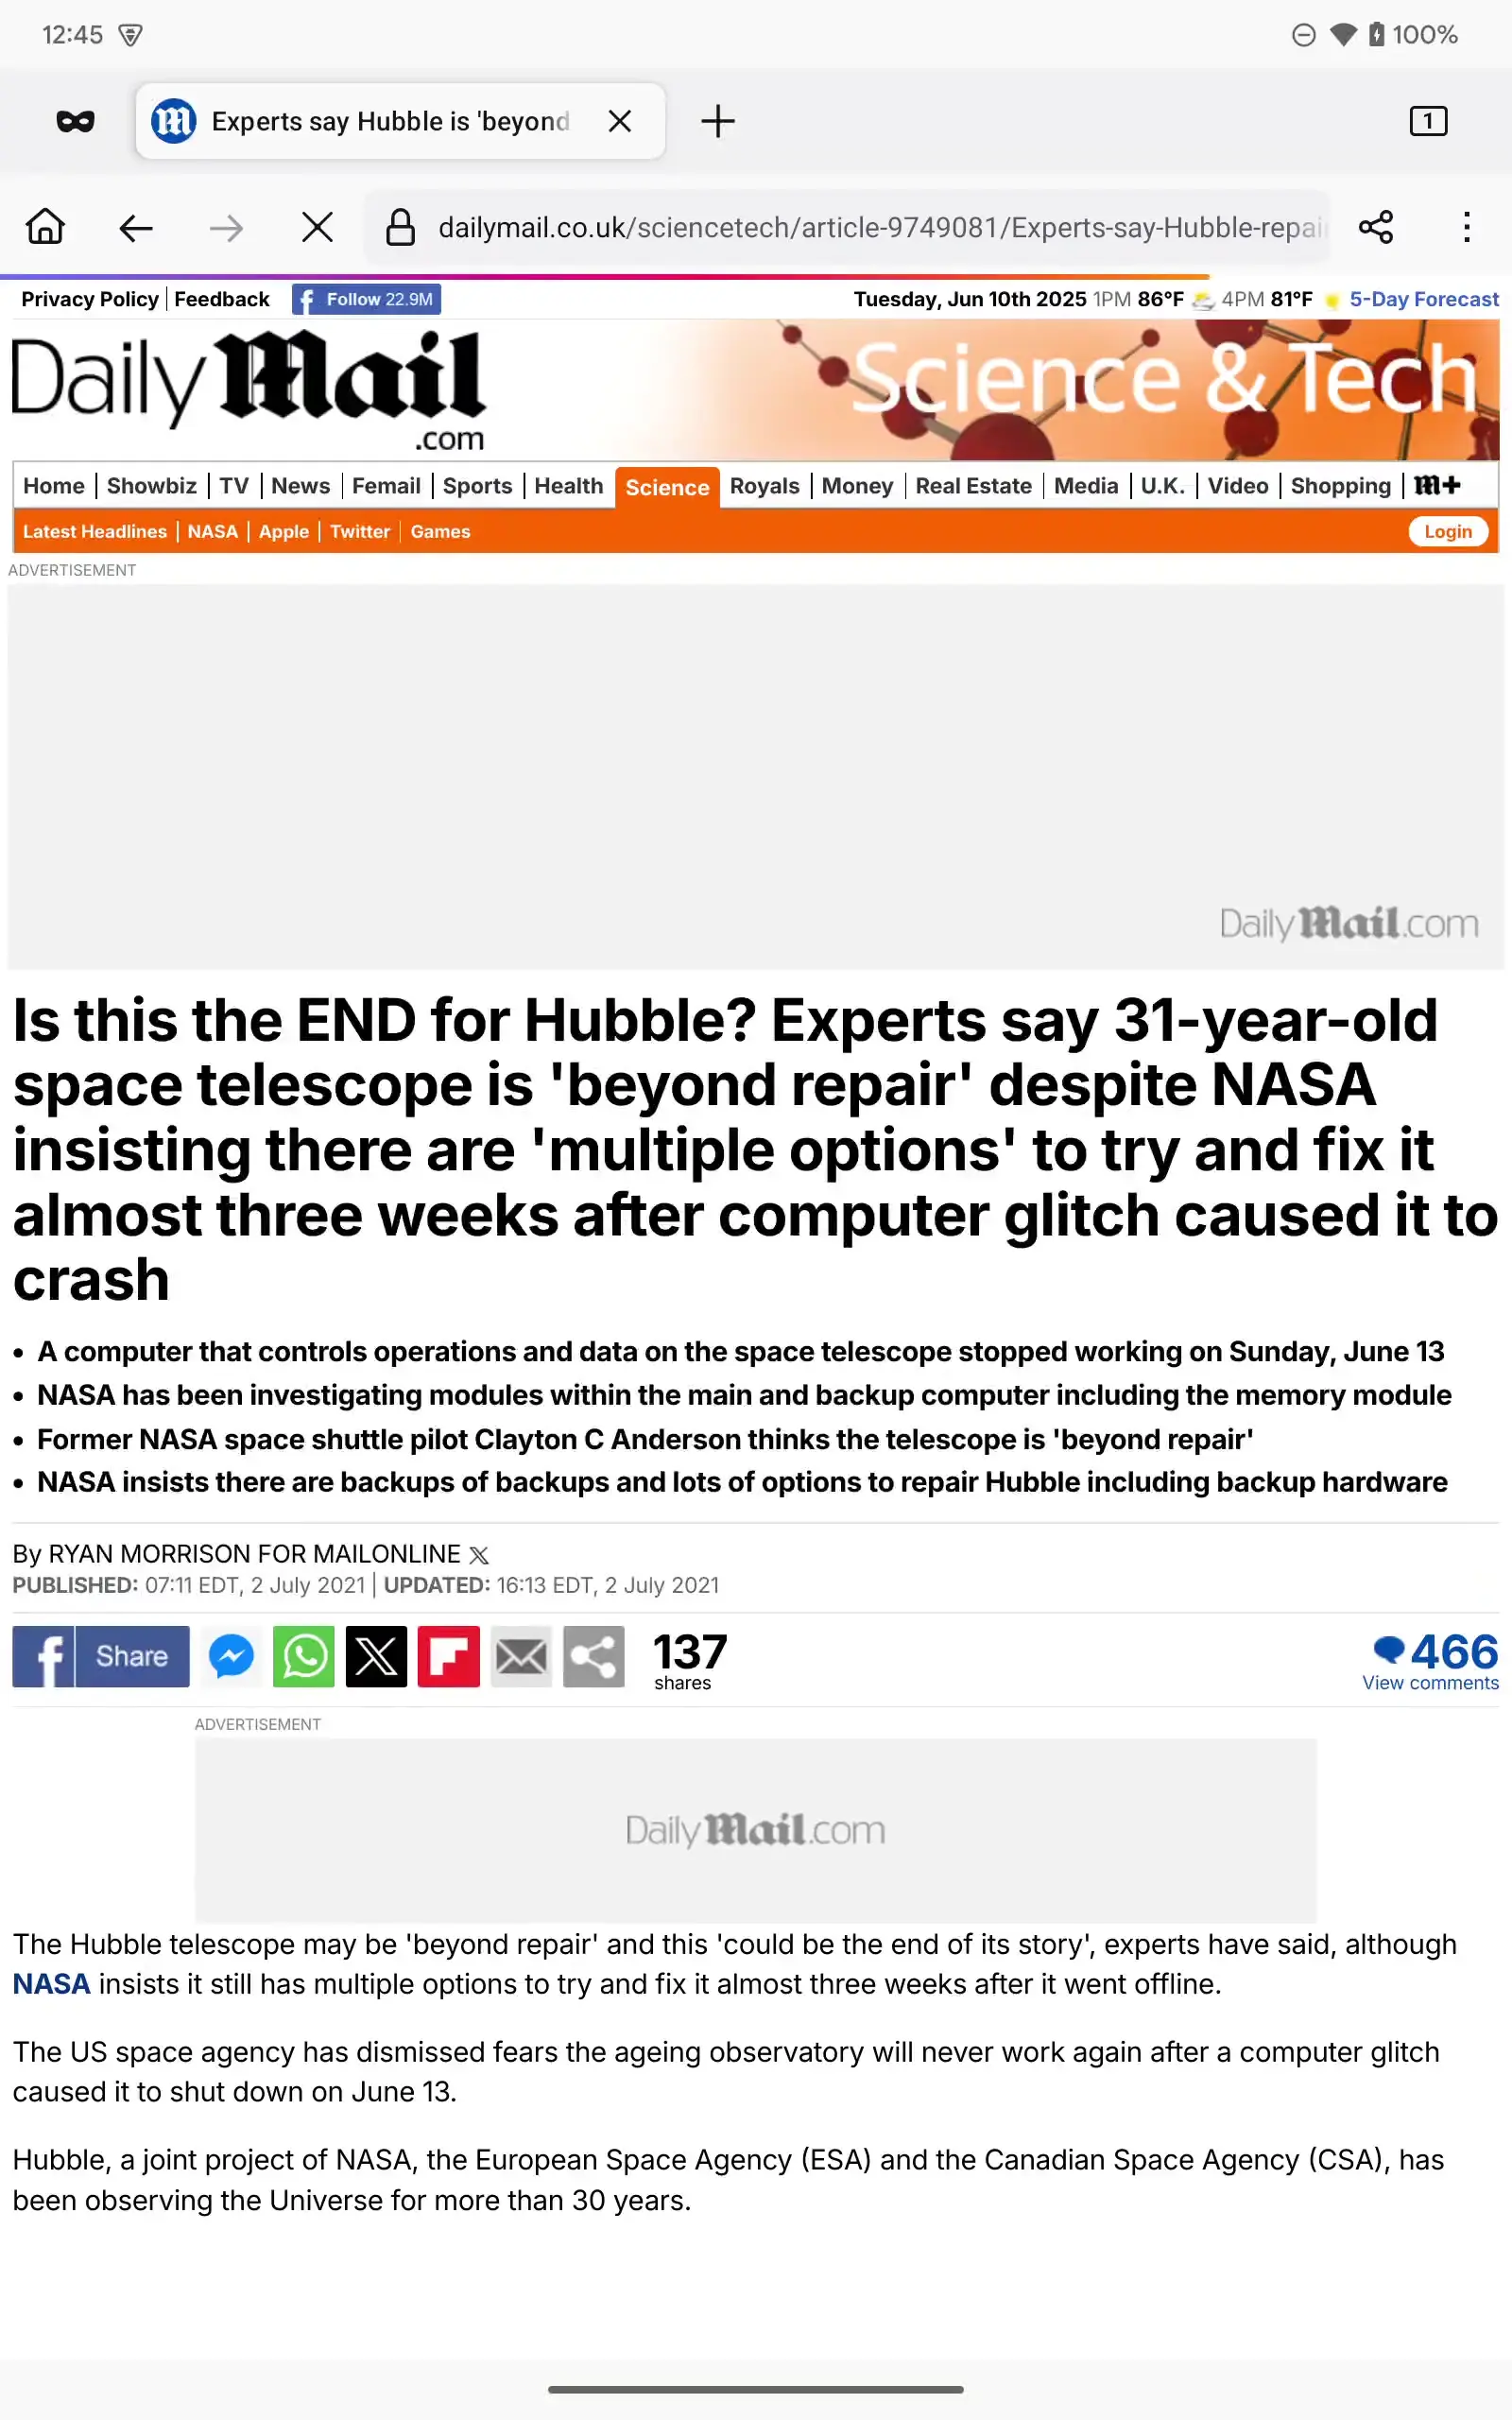 12:45 100%
Experts say Hubble is 'beyond 1
dailymail.co.uk/sciencetech/article-9749081/Experts-say-Hubble-repai
Privacy Policy Feedback Follow 22.9M Tuesday, Jun 10th 2025 1PM 86°F 4PM 81°F 5-Day Forecast
Daily Mail Science & Tech
.com
Home Showbiz TV News Femail Sports Health Science Royals Money Real Estate Media U.K. Video Shopping m+
Latest Headlines NASA Apple Twitter Games Login
ADVERTISEMENT
Daily Mail.com
Is this the END for Hubble? Experts say 31-year-old
space telescope is 'beyond repair' despite NASA
insisting there are 'multiple options' to try and fix it
almost three weeks after computer glitch caused it to
crash
• A computer that controls operations and data on the space telescope stopped working on Sunday, June 13
• NASA has been investigating modules within the main and backup computer including the memory module
• Former NASA space shuttle pilot Clayton C Anderson thinks the telescope is 'beyond repair'
• NASA insists there are backups of backups and lots of options to repair Hubble including backup hardware
By RYAN MORRISON FOR MAILONLINE
PUBLISHED: 07:11 EDT, 2 July 2021 | UPDATED: 16:13 EDT, 2 July 2021
Share 137 466
shares View comments
ADVERTISEMENT
Daily Mail.com
The Hubble telescope may be 'beyond repair' and this 'could be the end of its story', experts have said, although
NASA insists it still has multiple options to try and fix it almost three weeks after it went offline.
The US space agency has dismissed fears the ageing observatory will never work again after a computer glitch
caused it to shut down on June 13.
Hubble, a joint project of NASA, the European Space Agency (ESA) and the Canadian Space Agency (CSA), has
been observing the Universe for more than 30 years.